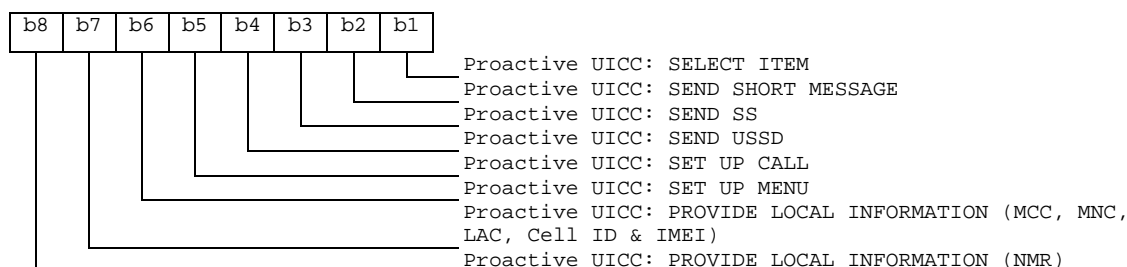 b8 b7 b6 b5 b4 b3 b2 b1
Proactive UICC: SELECT ITEM
Proactive UICC: SEND SHORT MESSAGE
Proactive UICC: SEND SS
Proactive UICC: SEND USSD
Proactive UICC: SET UP CALL
Proactive UICC: SET UP MENU
Proactive UICC: PROVIDE LOCAL INFORMATION (MCC, MNC,
LAC, Cell ID & IMEI)
Proactive UICC: PROVIDE LOCAL INFORMATION (NMR)